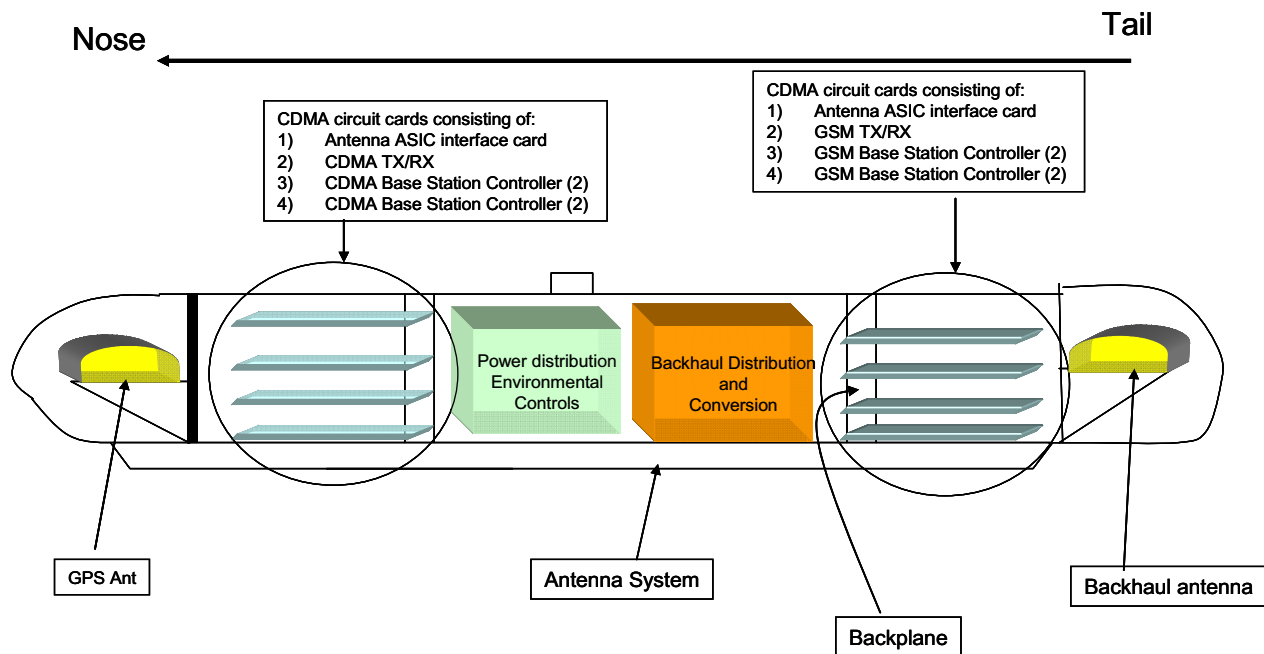 Nose
Tail
CDMA circuit cards consisting of:
1) Antenna ASIC interface card
2) CDMA TX/RX
3) CDMA Base Station Controller (2)
4) CDMA Base Station Controller (2)
CDMA circuit cards consisting of:
1) Antenna ASIC interface card
2) GSM TX/RX
3) GSM Base Station Controller (2)
4) GSM Base Station Controller (2)
Power distribution
Environmental
Controls
Backhaul Distribution
and
Conversion
GPS Ant
Antenna System
Backplane
Backhaul antenna